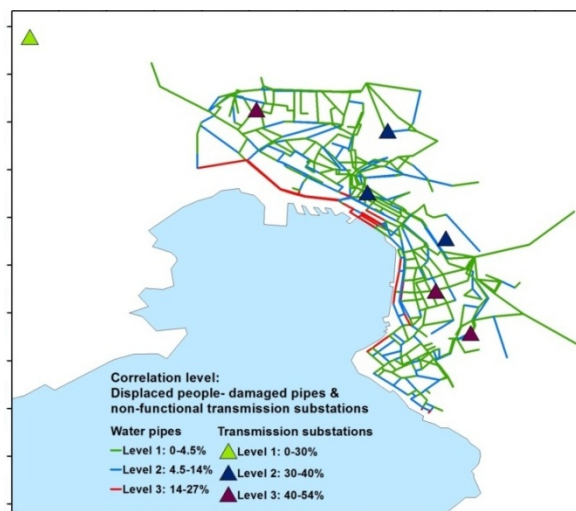 Correlation level:
Displaced people- damaged pipes &
non-functional transmission substations
Water pipes
Level 1: 0-4.5%
Level 2: 4.5-14%
Level 3: 14-27%
Transmission substations
Level 1: 0-30%
Level 2: 30-40%
Level 3: 40-54%